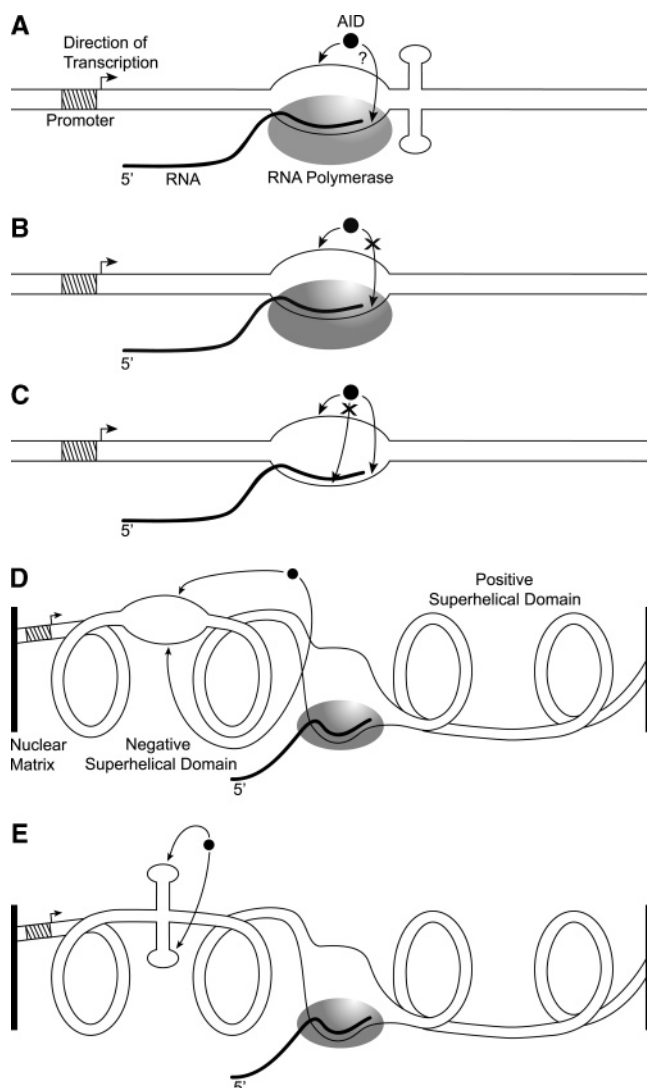 A
AID
Direction of
Transcription
?
Promoter
5'
RNA
RNA Polymerase
B
5'
C
5'
D
Positive
Superhelical Domain
Nuclear
Matrix
Negative
Superhelical Domain
5'
E
5'